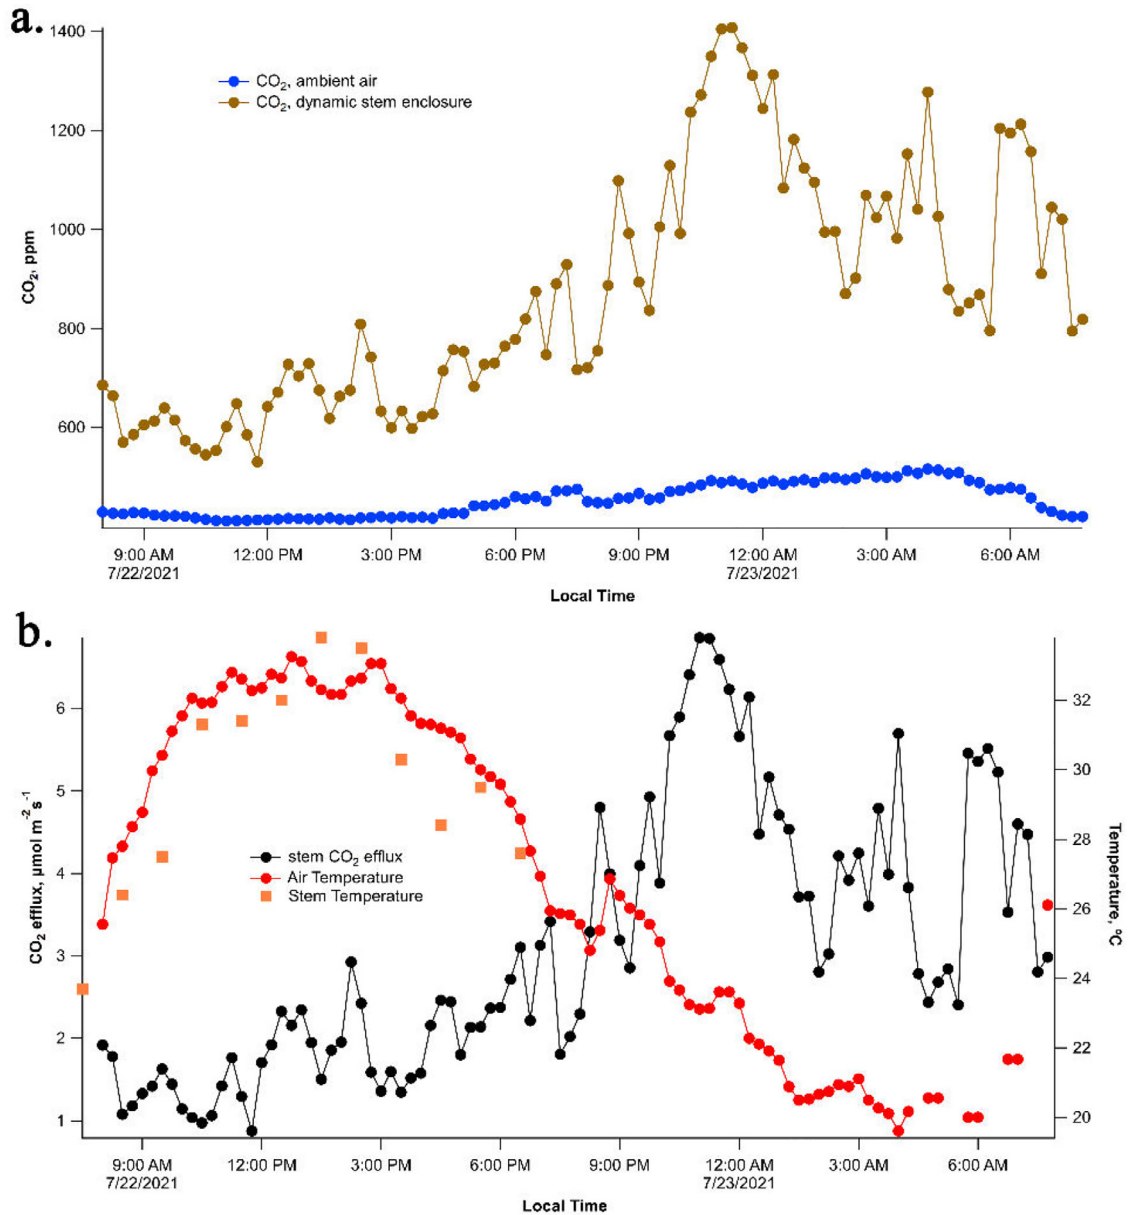 a.
1400
1200
1000
800
600
CO₂, ppm
CO₂, ambient air
CO₂, dynamic stem enclosure
9:00 AM 12:00 PM 3:00 PM 6:00 PM 9:00 PM 12:00 AM 3:00 AM 6:00 AM
7/22/2021 7/23/2021
Local Time
b.
6
5
4
3
2
1
CO₂ efflux, µmol m⁻² s⁻¹
stem CO₂ efflux
Air Temperature
Stem Temperature
32
30
28
26
24
22
20
Temperature, ºC
9:00 AM 12:00 PM 3:00 PM 6:00 PM 9:00 PM 12:00 AM 3:00 AM 6:00 AM
7/22/2021 7/23/2021
Local Time